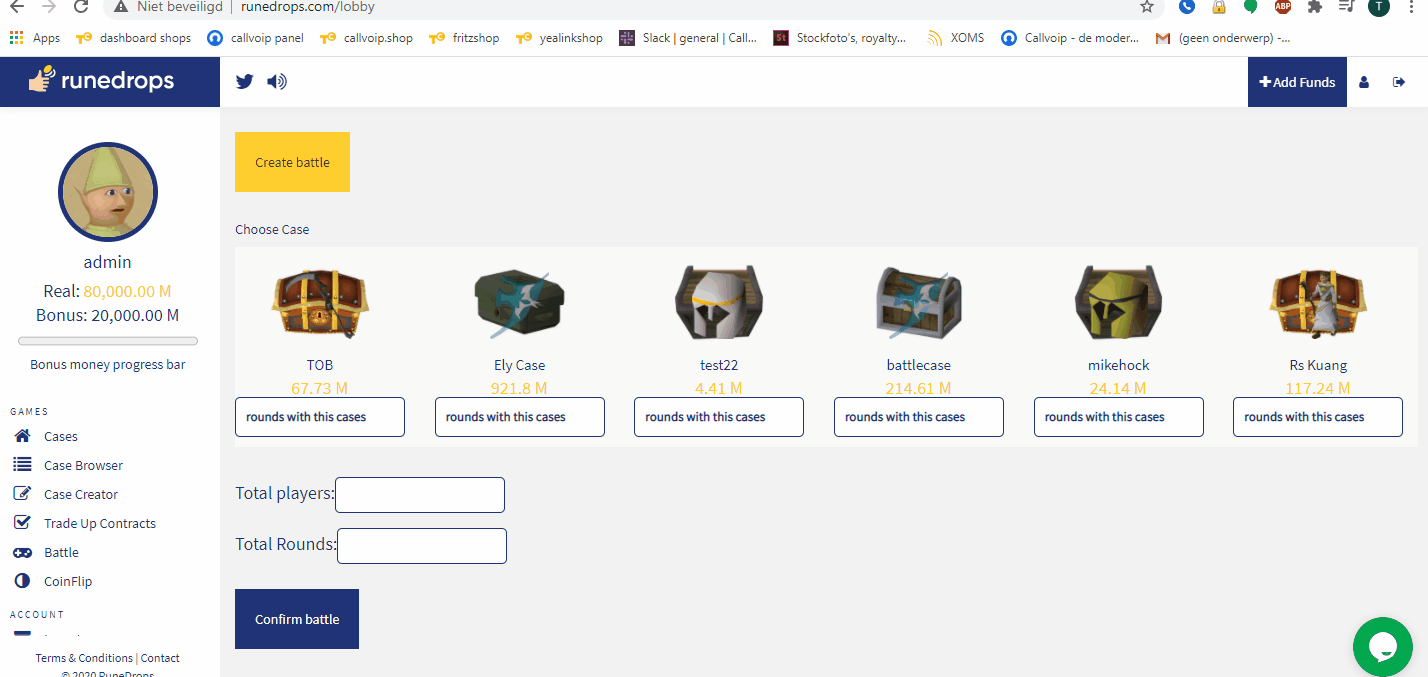 Niet beveiligd | runedrops.com/lobby
ABP
T
Apps
dashboard shops
callvoip panel
callvoip.shop
fritzshop
yealinkshop
Slack | general | Call...
St
Stockfoto's, royalty...
XOMS
Callvoip - de moder...
(geen onderwerp) -...
runedrops
+Add Funds
admin
Real: 80,000.00 M
Bonus: 20,000.00 M
Bonus money progress bar
GAMES
Cases
Case Browser
Case Creator
Trade Up Contracts
Battle
CoinFlip
ACCOUNT
Terms & Conditions | Contact
© 2020 RuneDrops
Create battle
Choose Case
TOB
67.73 M
rounds with this cases
Ely Case
921.8 M
rounds with this cases
test22
4.41 M
rounds with this cases
battlecase
214.61 M
rounds with this cases
mikehock
24.14 M
rounds with this cases
Rs Kuang
117.24 M
rounds with this cases
Total players:
Total Rounds:
Confirm battle